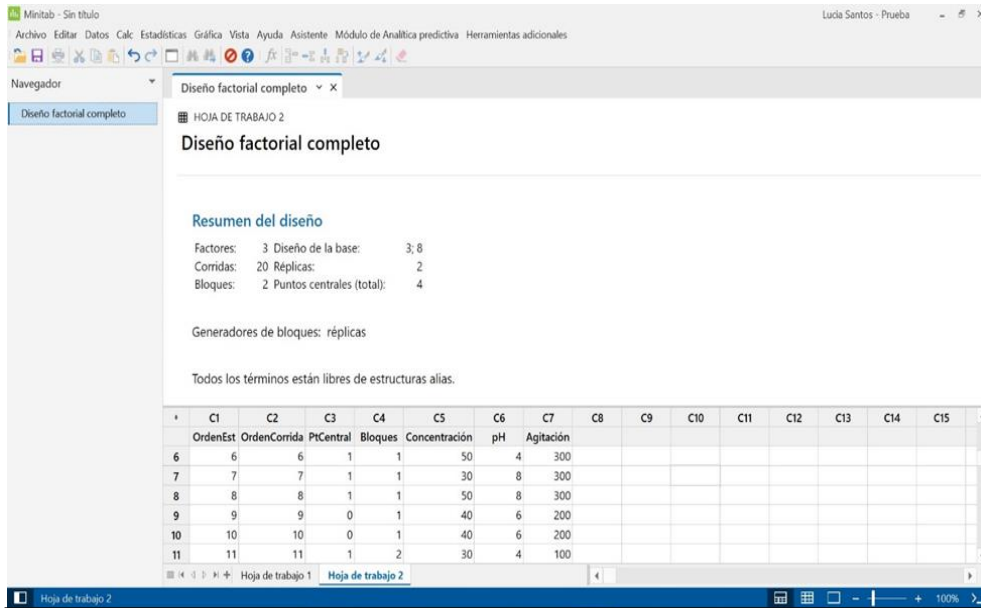 Minitab - Sin título
Lucia Santos - Prueba
Archivo Editar Datos Calc Estadísticas Gráfica Vista Ayuda Asistente Módulo de Analítica predictiva Herramientas adicionales
Navegador
Diseño factorial completo
Diseño factorial completo
HOJA DE TRABAJO 2
Diseño factorial completo
Resumen del diseño
Factores: 3 Diseño de la base: 3; 8
Corridas: 20 Réplicas: 2
Bloques: 2 Puntos centrales (total): 4
Generadores de bloques: réplicas
Todos los términos están libres de estructuras alias.
C1 C2 C3 C4 C5 C6 C7 C8 C9 C10 C11 C12 C13 C14 C15
OrdenEst OrdenCorrida PtCentral Bloques Concentración pH Agitación
6 6 6 1 1 50 4 300
7 7 7 1 1 30 8 300
8 8 8 1 1 50 8 300
9 9 9 0 1 40 6 200
10 10 10 0 1 40 6 200
11 11 11 1 2 30 4 100
Hoja de trabajo 1 Hoja de trabajo 2
Hoja de trabajo 2
100%